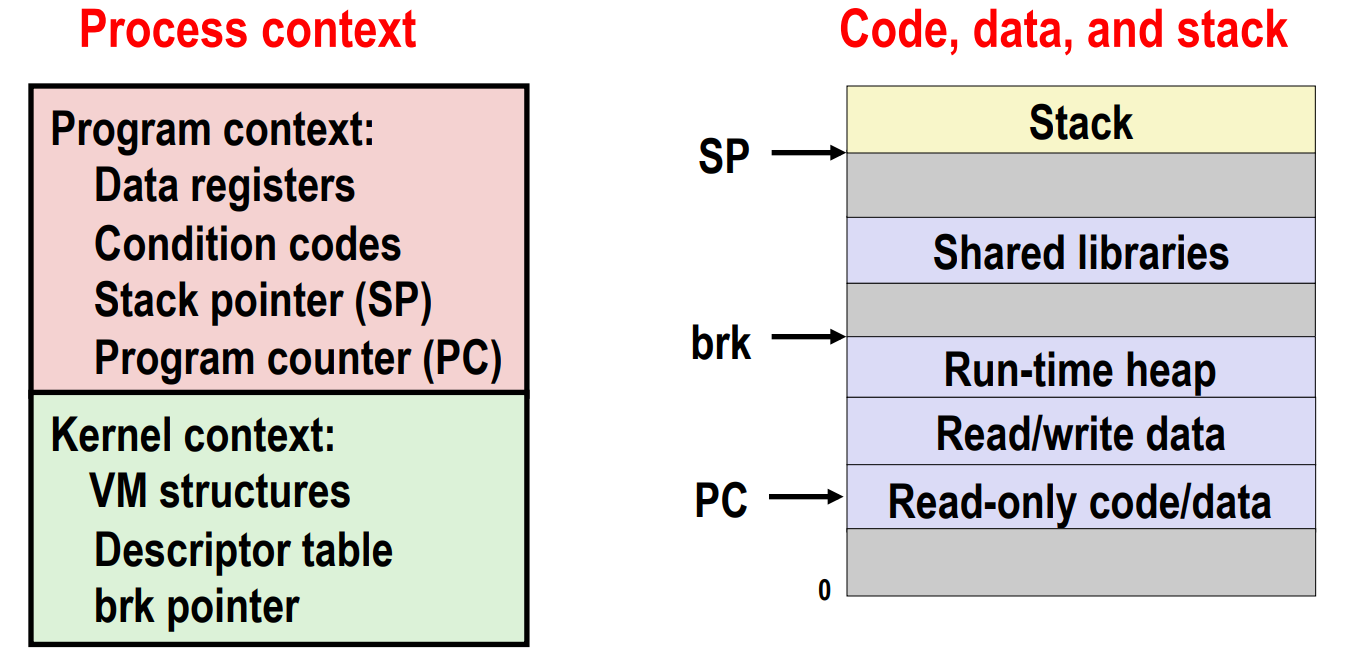 Process context
Program context:
Data registers
Condition codes
Stack pointer (SP)
Program counter (PC)
Kernel context:
VM structures
Descriptor table
brk pointer
Code, data, and stack
Stack
SP
Shared libraries
brk
Run-time heap
Read/write data
PC
Read-only code/data
0